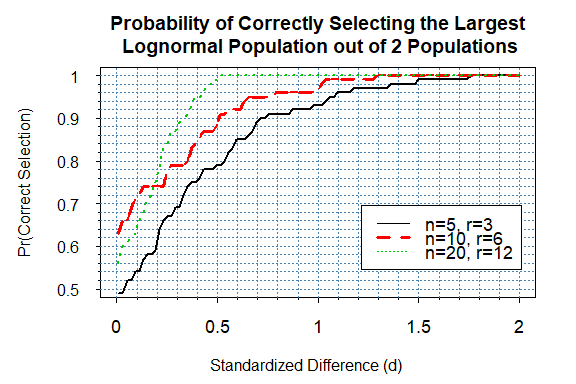 Probability of Correctly Selecting the Largest
Lognormal Population out of 2 Populations
Pr(Correct Selection)
1
0.9
0.8
0.7
0.6
0.5
n=5, r=3
n=10, r=6
n=20, r=12
0 0.5 1 1.5 2
Standardized Difference (d)